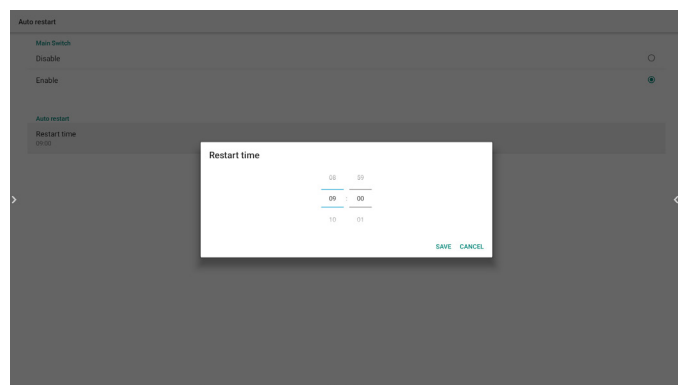 Auto restart
Main Switch
Disable
Enable
Auto restart
Restart time
09:00
Restart time
08 59
09 : 00
10 01
SAVE CANCEL